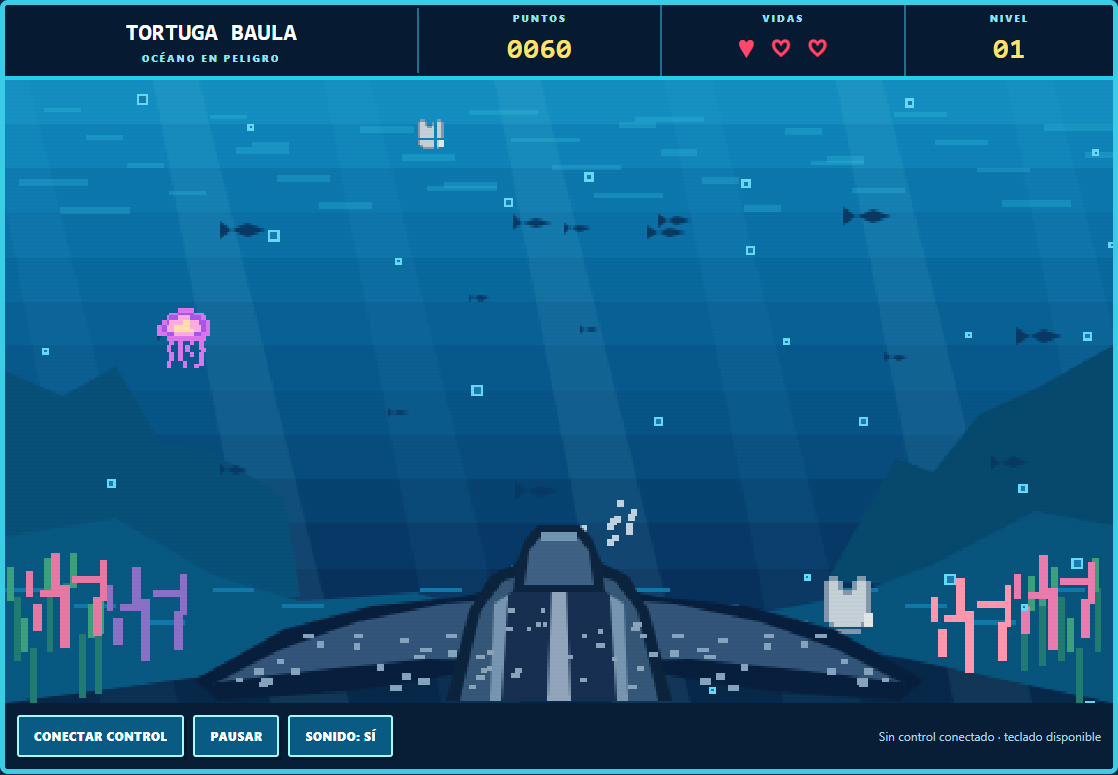 TORTUGA BAULA
OCÉANO EN PELIGRO
PUNTOS
0060
VIDAS
NIVEL
01
CONECTAR CONTROL
PAUSAR
SONIDO: SÍ
Sin control conectado · teclado disponible